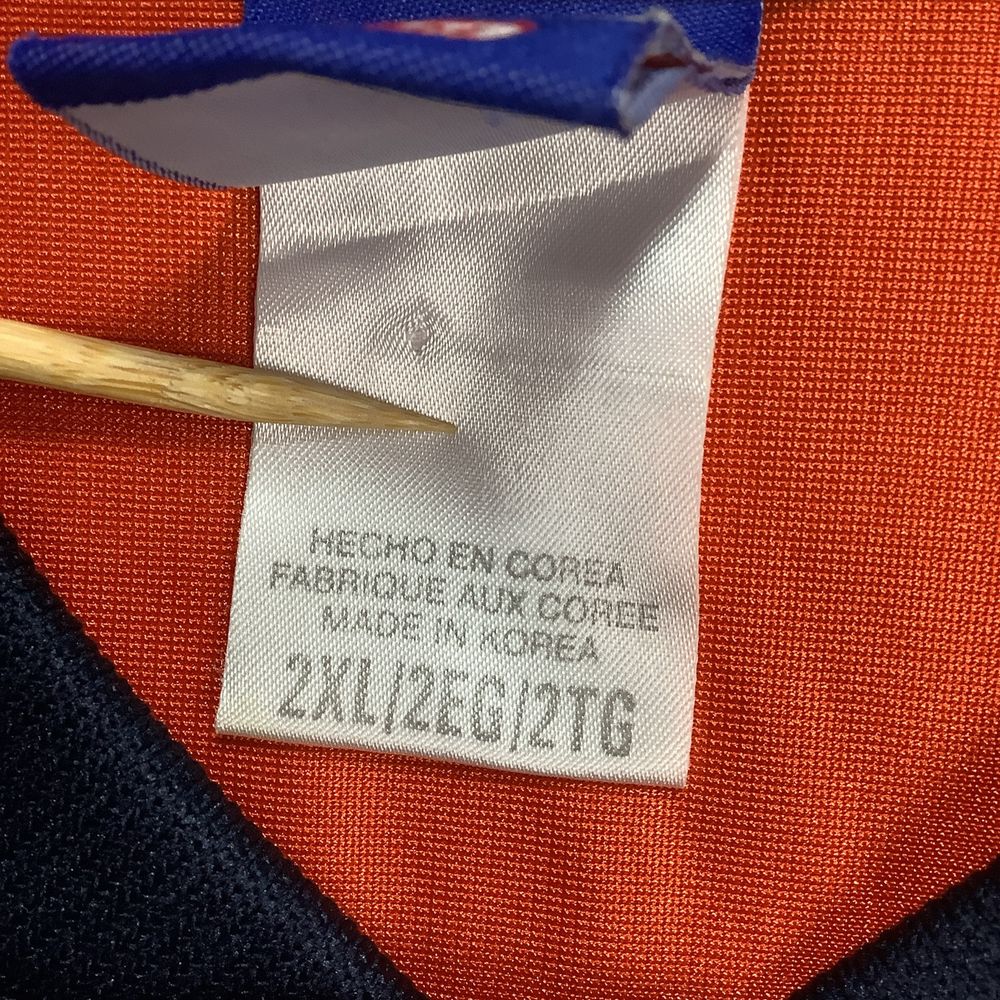 HECHO EN COREA
FABRIQUE AUX COREE
MADE IN KOREA
2XL/2EG/2TG